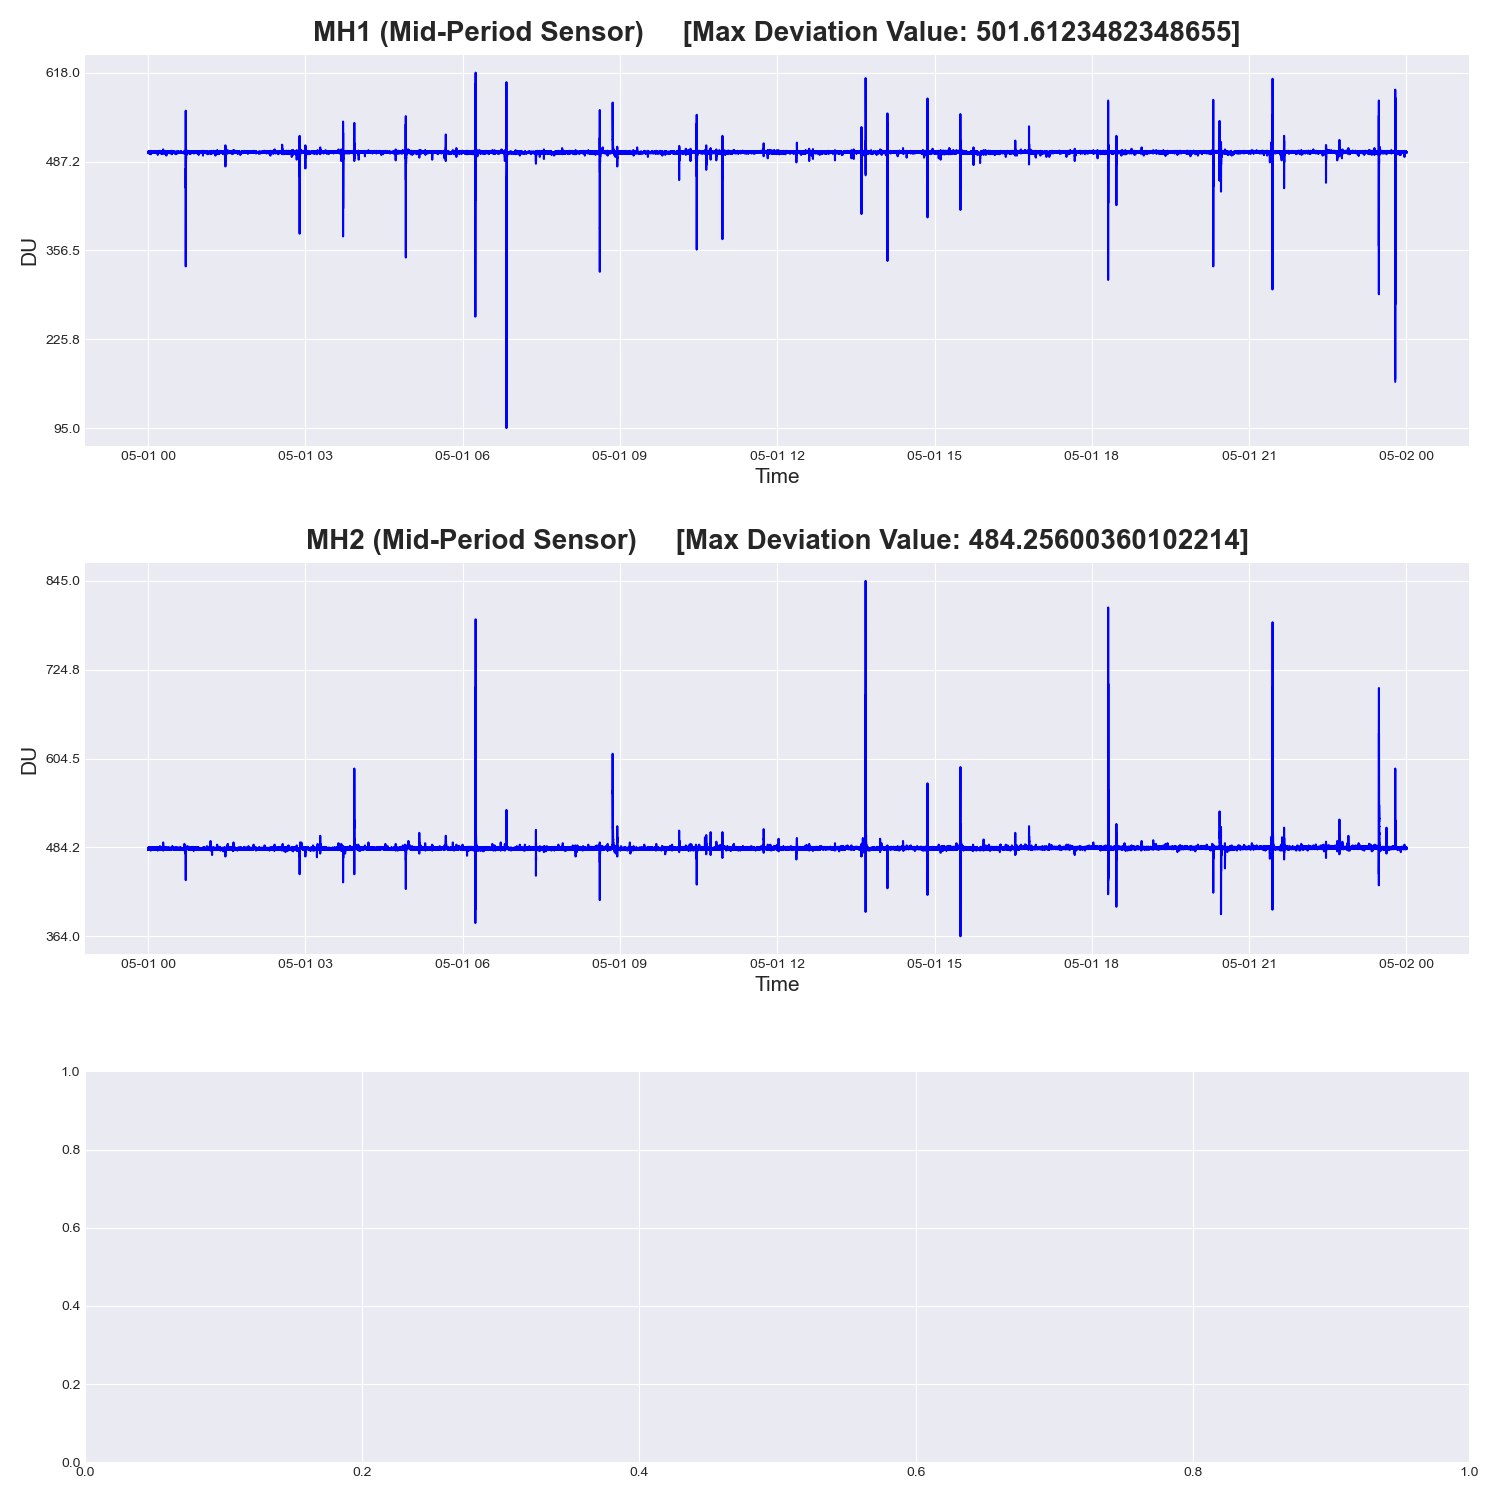 MH1 (Mid-Period Sensor) [Max Deviation Value: 501.6123482348655]
618.0
487.2
356.5
225.8
95.0
DU
05-01 00 05-01 03 05-01 06 05-01 09 05-01 12 05-01 15 05-01 18 05-01 21 05-02 00
Time
MH2 (Mid-Period Sensor) [Max Deviation Value: 484.25600360102214]
845.0
724.8
604.5
484.2
364.0
DU
05-01 00 05-01 03 05-01 06 05-01 09 05-01 12 05-01 15 05-01 18 05-01 21 05-02 00
Time
1.0
0.8
0.6
0.4
0.2
0.0
0.0 0.2 0.4 0.6 0.8 1.0